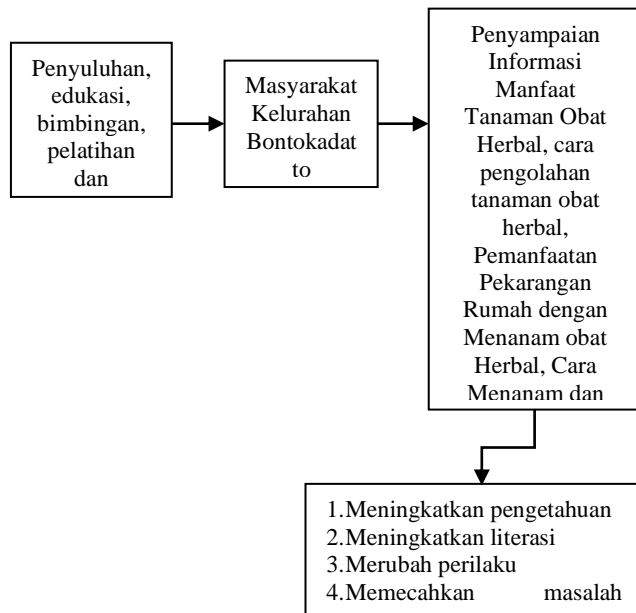 Penyuluhan,
edukasi,
bimbingan,
pelatihan
dan
Masyarakat
Kelurahan
Bontokadat
to
Penyampaian
Informasi
Manfaat
Tanaman Obat
Herbal, cara
pengolahan
tanaman obat
herbal,
Pemanfaatan
Pekarangan
Rumah dengan
Menanam obat
Herbal, Cara
Menanam dan
1.Meningkatkan pengetahuan
2.Meningkatkan literasi
3.Merubah perilaku
4.Memecahkan masalah